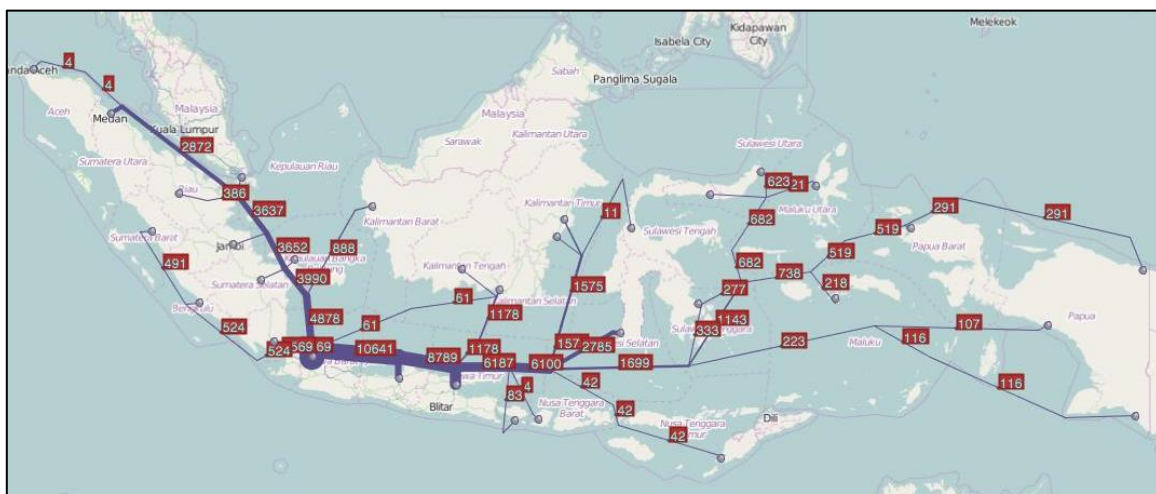 Melekeok
Kidapawan
City
Isabela City
4
Banda Aceh
Sabah
Panglima Sugala
4
Aceh
Malaysia
Medan
Malaysia
Kuala Lumpur
Kalimantan Utara
Sarawak
Sulawesi Utara
2872
Sumatera Utara
Kepulauan Riau
623
21
386
Riau
Kalimantan Timur
11
291
3637
Kalimantan Barat
682
Maluku Utara
291
519
Sumatera Barat
Jambi
3652
888
Sulawesi Tengah
519
Papua Barat
491
3990
Kalimantan Tengah
682
738
277
218
Sumatera Selatan
1575
Bengkulu
61
Kalimantan Selatan
524
4878
61
1178
333
1143
107
Papua
223
116
Maluku
524
569
69
10641
8789
1178
157
2785
6187
6100
1699
116
42
4
83
Blitar
Nusa Tenggara
Barat
42
Dili
42
Nusa Tenggara
Timur